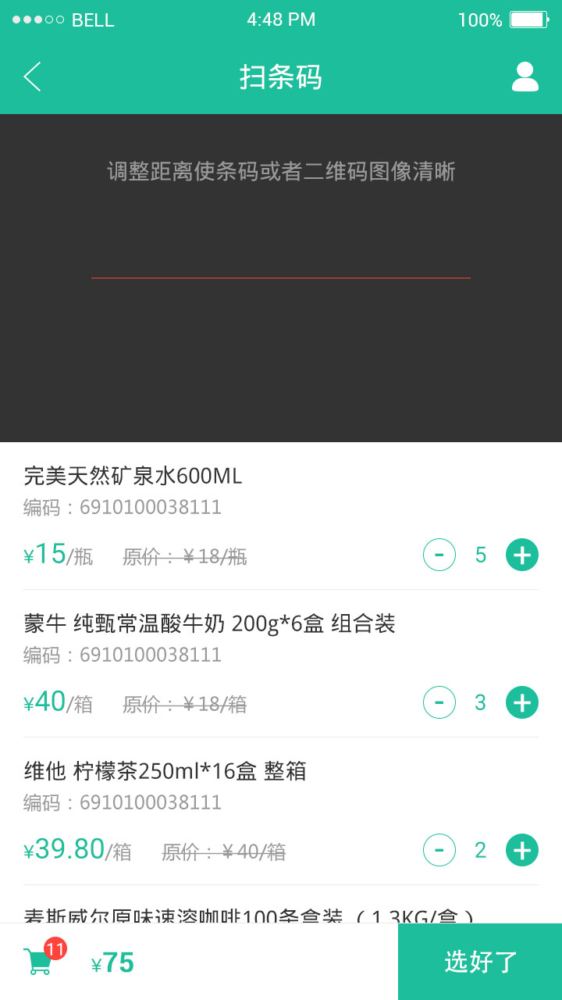 BELL 4:48 PM 100%
扫条码
调整距离使条码或者二维码图像清晰
完美天然矿泉水600ML
编码：6910100038111
¥15/瓶 原价：¥18/瓶 - 5 +
蒙牛 纯甄常温酸牛奶 200g*6盒 组合装
编码：6910100038111
¥40/箱 原价：¥18/箱 - 3 +
维他 柠檬茶250ml*16盒 整箱
编码：6910100038111
¥39.80/箱 原价：¥40/箱 - 2 +
麦斯威尔原味速溶咖啡100条盒装（1.3KG/盒）
11 ¥75 选好了